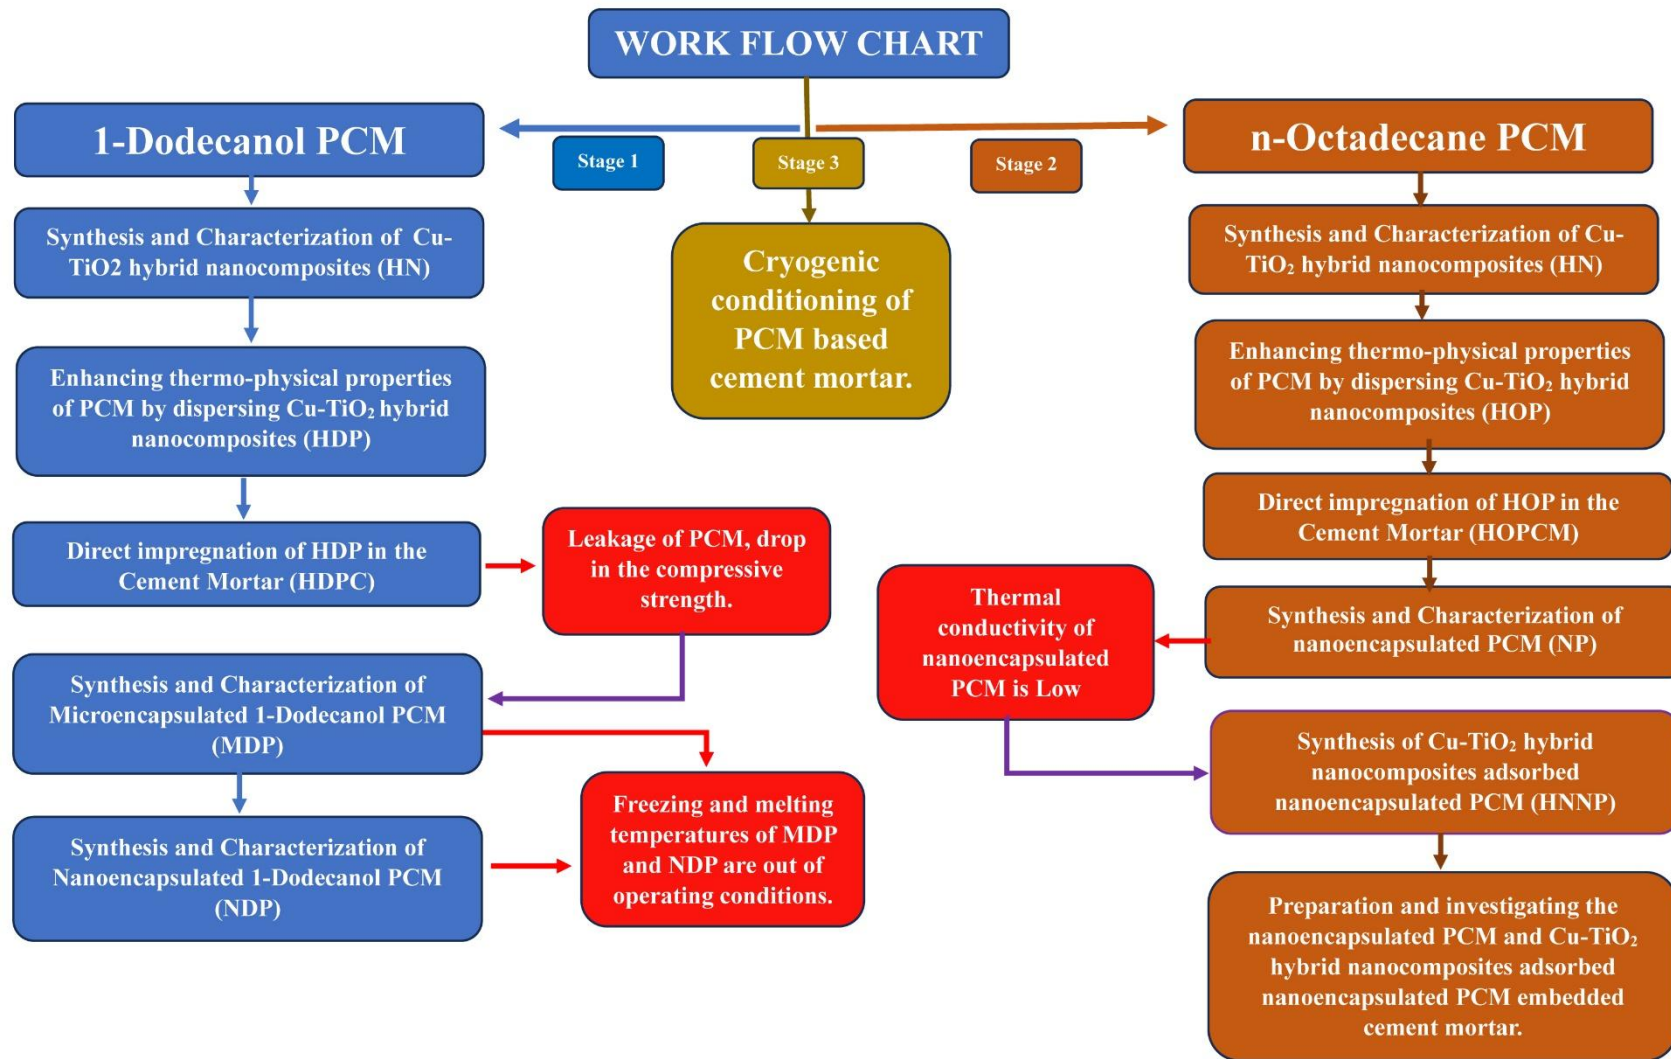 WORK FLOW CHART
1-Dodecanol PCM
Stage 1
Stage 3
Stage 2
n-Octadecane PCM
Synthesis and Characterization of Cu-
TiO2 hybrid nanocomposites (HN)
Enhancing thermo-physical properties
of PCM by dispersing Cu-TiO₂ hybrid
nanocomposites (HDP)
Direct impregnation of HDP in the
Cement Mortar (HDPC)
Leakage of PCM, drop
in the compressive
strength.
Synthesis and Characterization of
Microencapsulated 1-Dodecanol PCM
(MDP)
Synthesis and Characterization of
Nanoencapsulated 1-Dodecanol PCM
(NDP)
Freezing and melting
temperatures of MDP
and NDP are out of
operating conditions.
Cryogenic
conditioning of
PCM based
cement mortar.
Synthesis and Characterization of Cu-
TiO₂ hybrid nanocomposites (HN)
Enhancing thermo-physical properties
of PCM by dispersing Cu-TiO₂ hybrid
nanocomposites (HOP)
Direct impregnation of HOP in the
Cement Mortar (HOPCM)
Synthesis and Characterization of
nanoencapsulated PCM (NP)
Thermal
conductivity of
nanoencapsulated
PCM is Low
Synthesis of Cu-TiO₂ hybrid
nanocomposites adsorbed
nanoencapsulated PCM (HNNP)
Preparation and investigating the
nanoencapsulated PCM and Cu-TiO₂
hybrid nanocomposites adsorbed
nanoencapsulated PCM embedded
cement mortar.